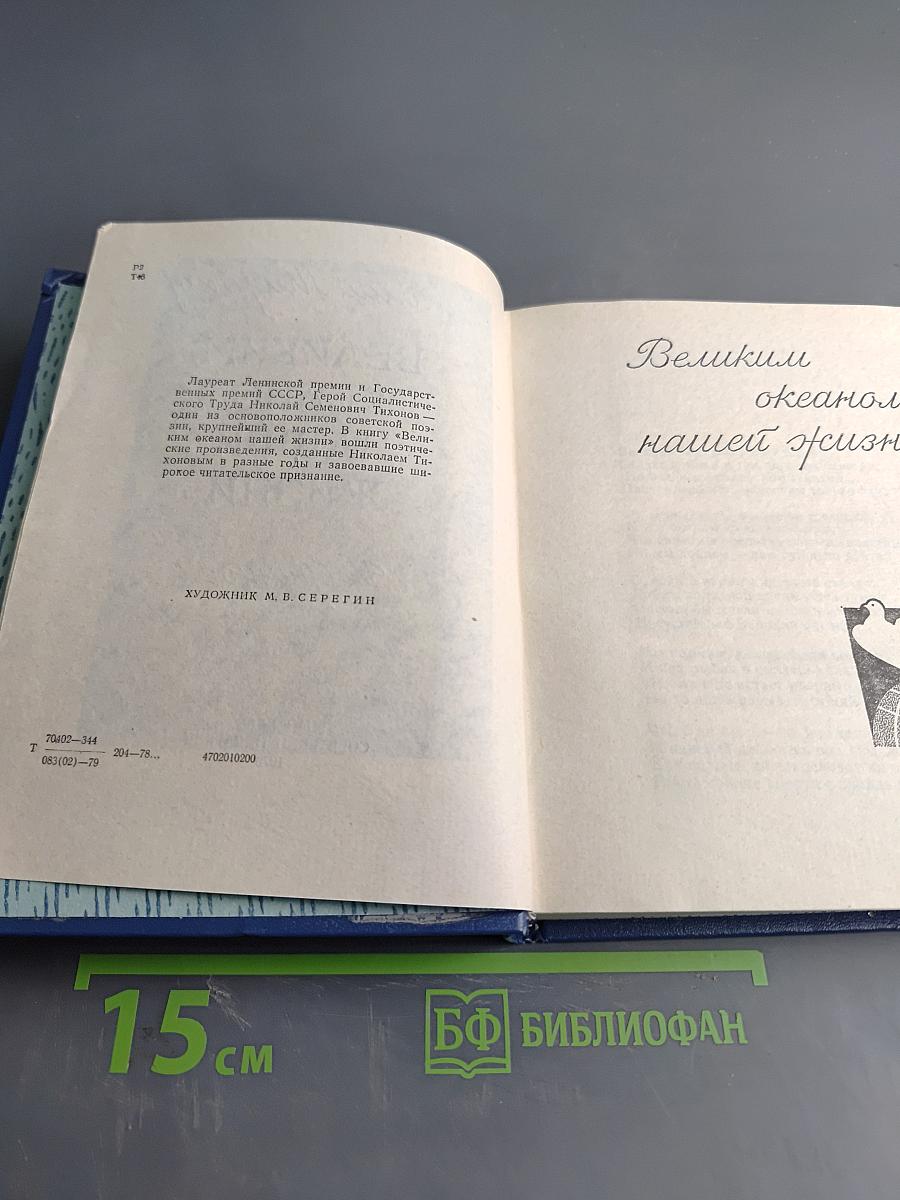 Р2
Т46
Лауреат Ленинской премии и Государст-
венных премий СССР, Герой Социалистиче-
ского Труда Николай Семенович Тихонов —
один из основоположников советской поэ-
зии, крупнейший ее мастер. В книгу «Вели-
ким океаном нашей жизни» вошли поэтиче-
ские произведения, созданные Николаем Ти-
хоновым в разные годы и завоевавшие ши-
рокое читательское признание.
ХУДОЖНИК М. В. СЕРЕГИН
70402—344
Т 204—78... 4702010200
083(02)—79
Великим
океаном
нашей жизн
15 см
БФ БИБЛИОФАН